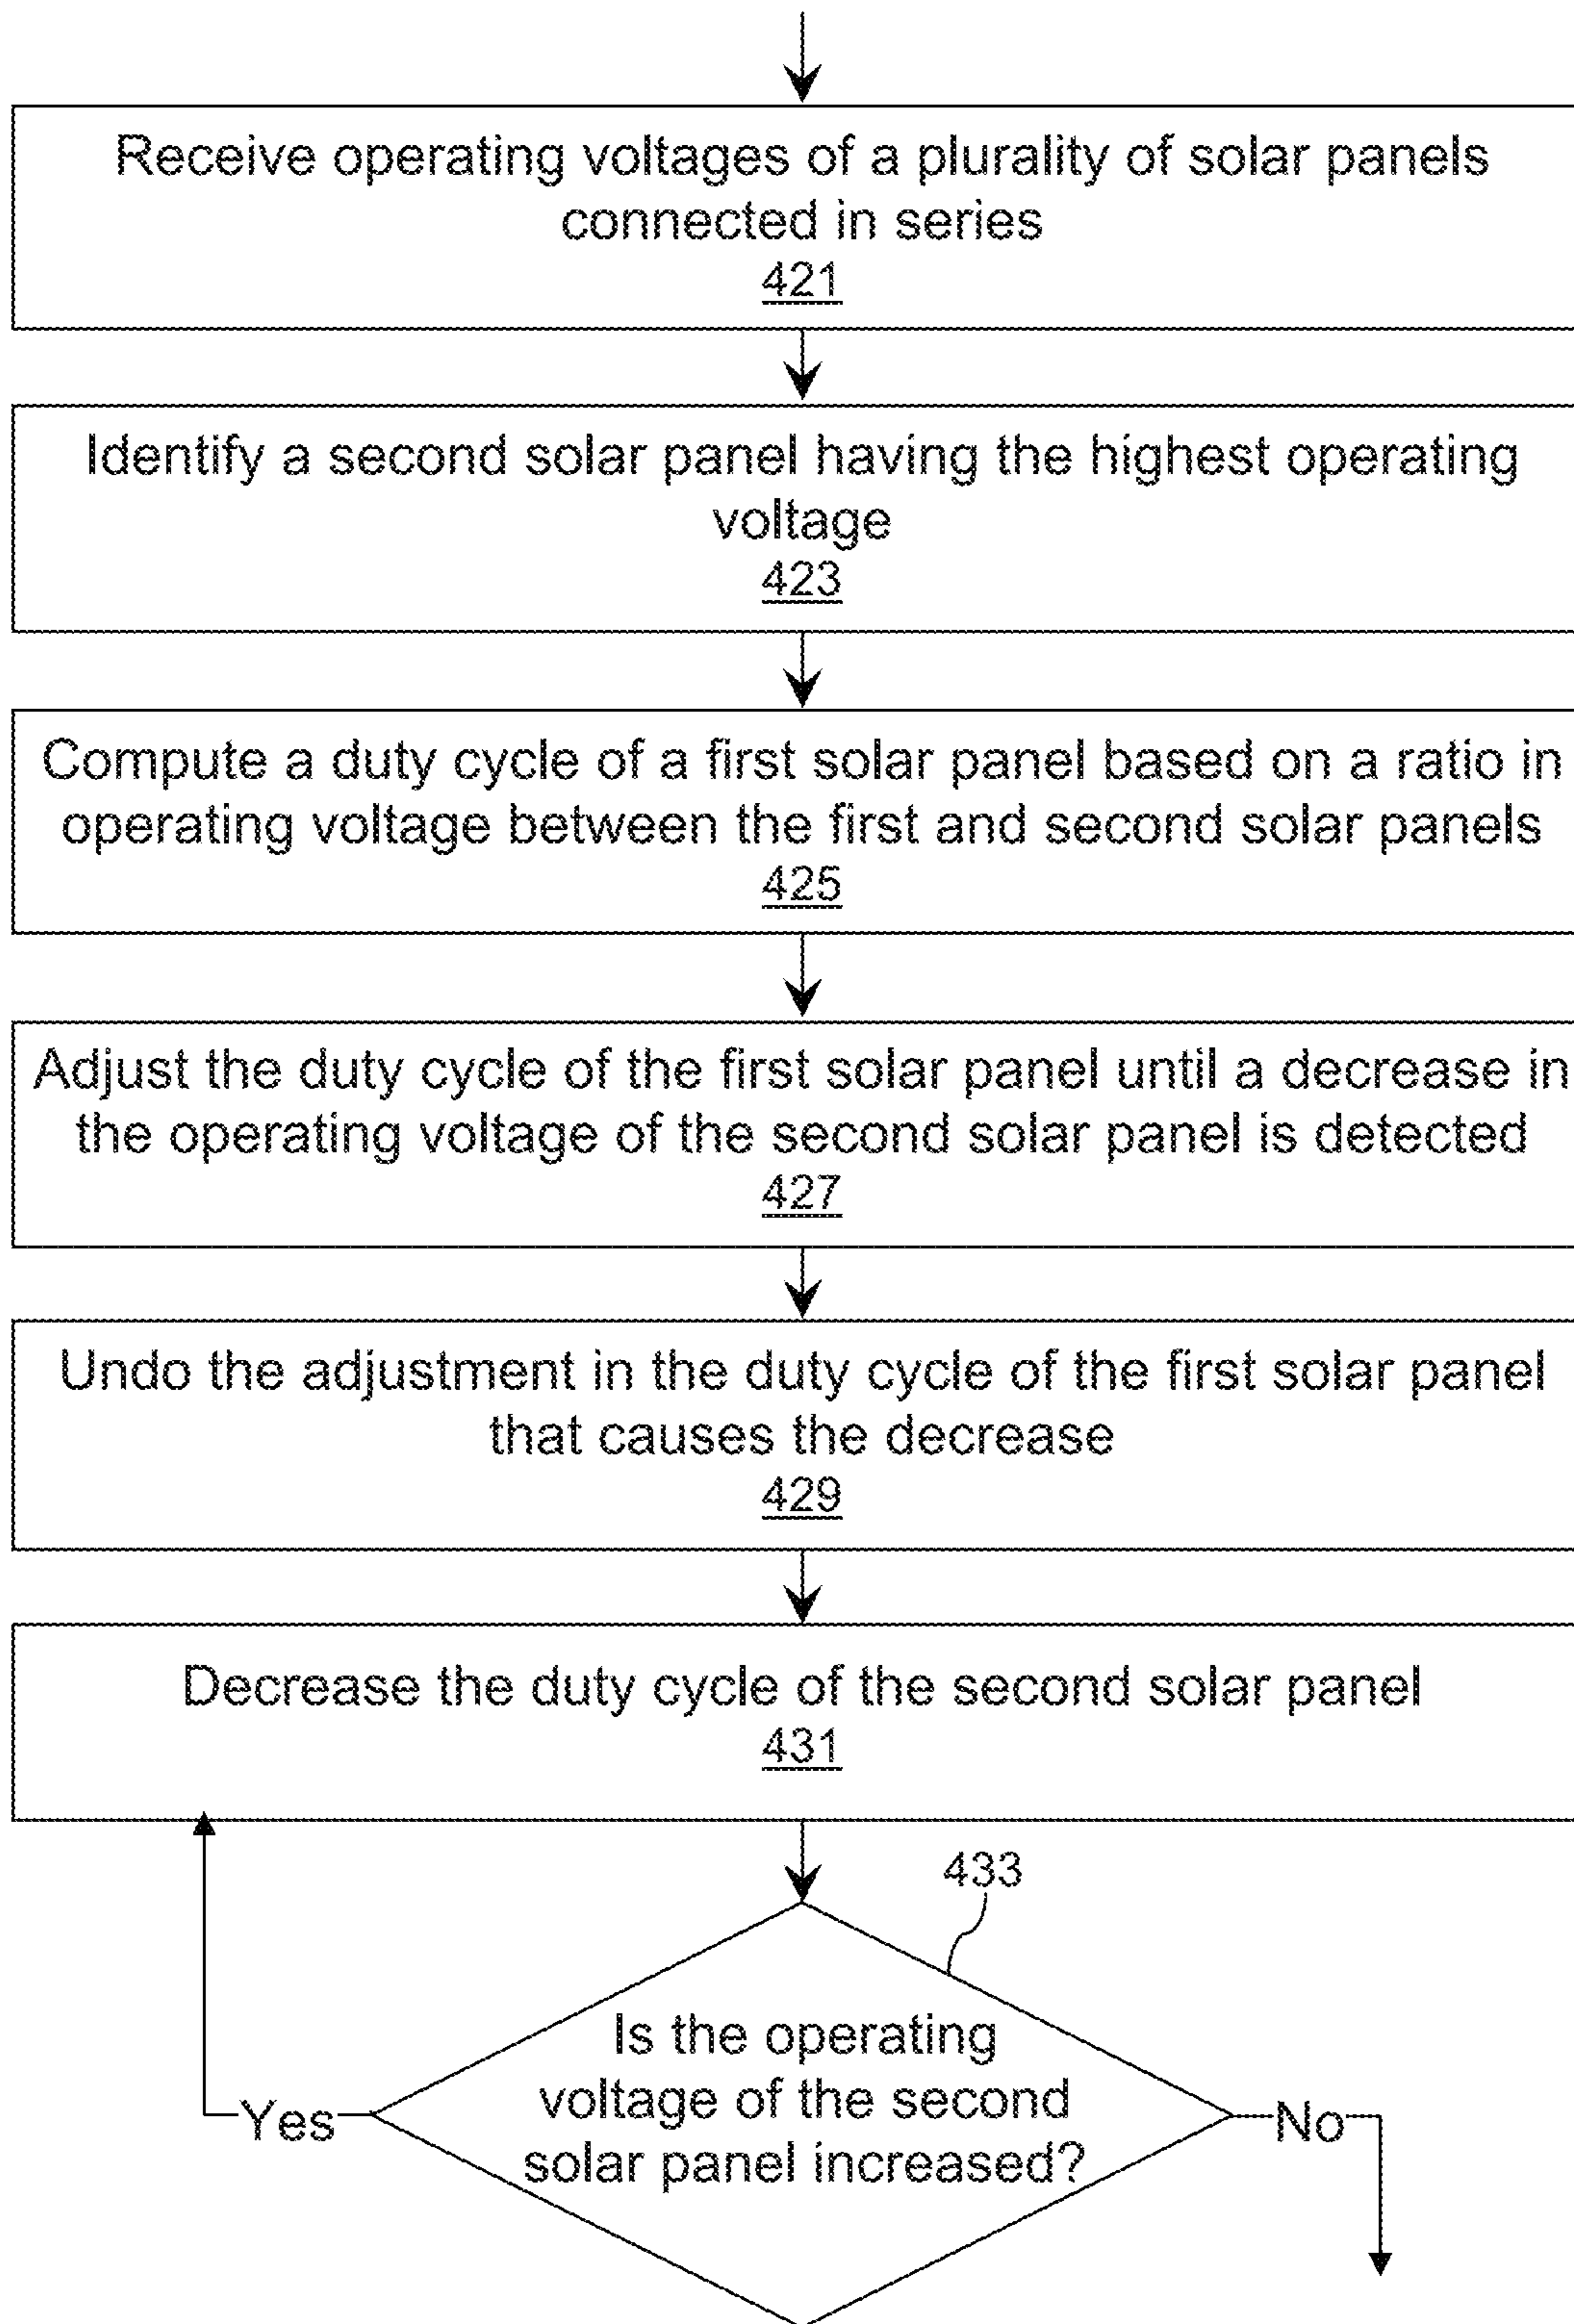 Receive operating voltages of a plurality of solar panels
connected in series
421
Identify a second solar panel having the highest operating
voltage
423
Compute a duty cycle of a first solar panel based on a ratio in
operating voltage between the first and second solar panels
425
Adjust the duty cycle of the first solar panel until a decrease in
the operating voltage of the second solar panel is detected
427
Undo the adjustment in the duty cycle of the first solar panel
that causes the decrease
429
Decrease the duty cycle of the second solar panel
431
433
Is the operating
voltage of the second
solar panel increased?
Yes
No